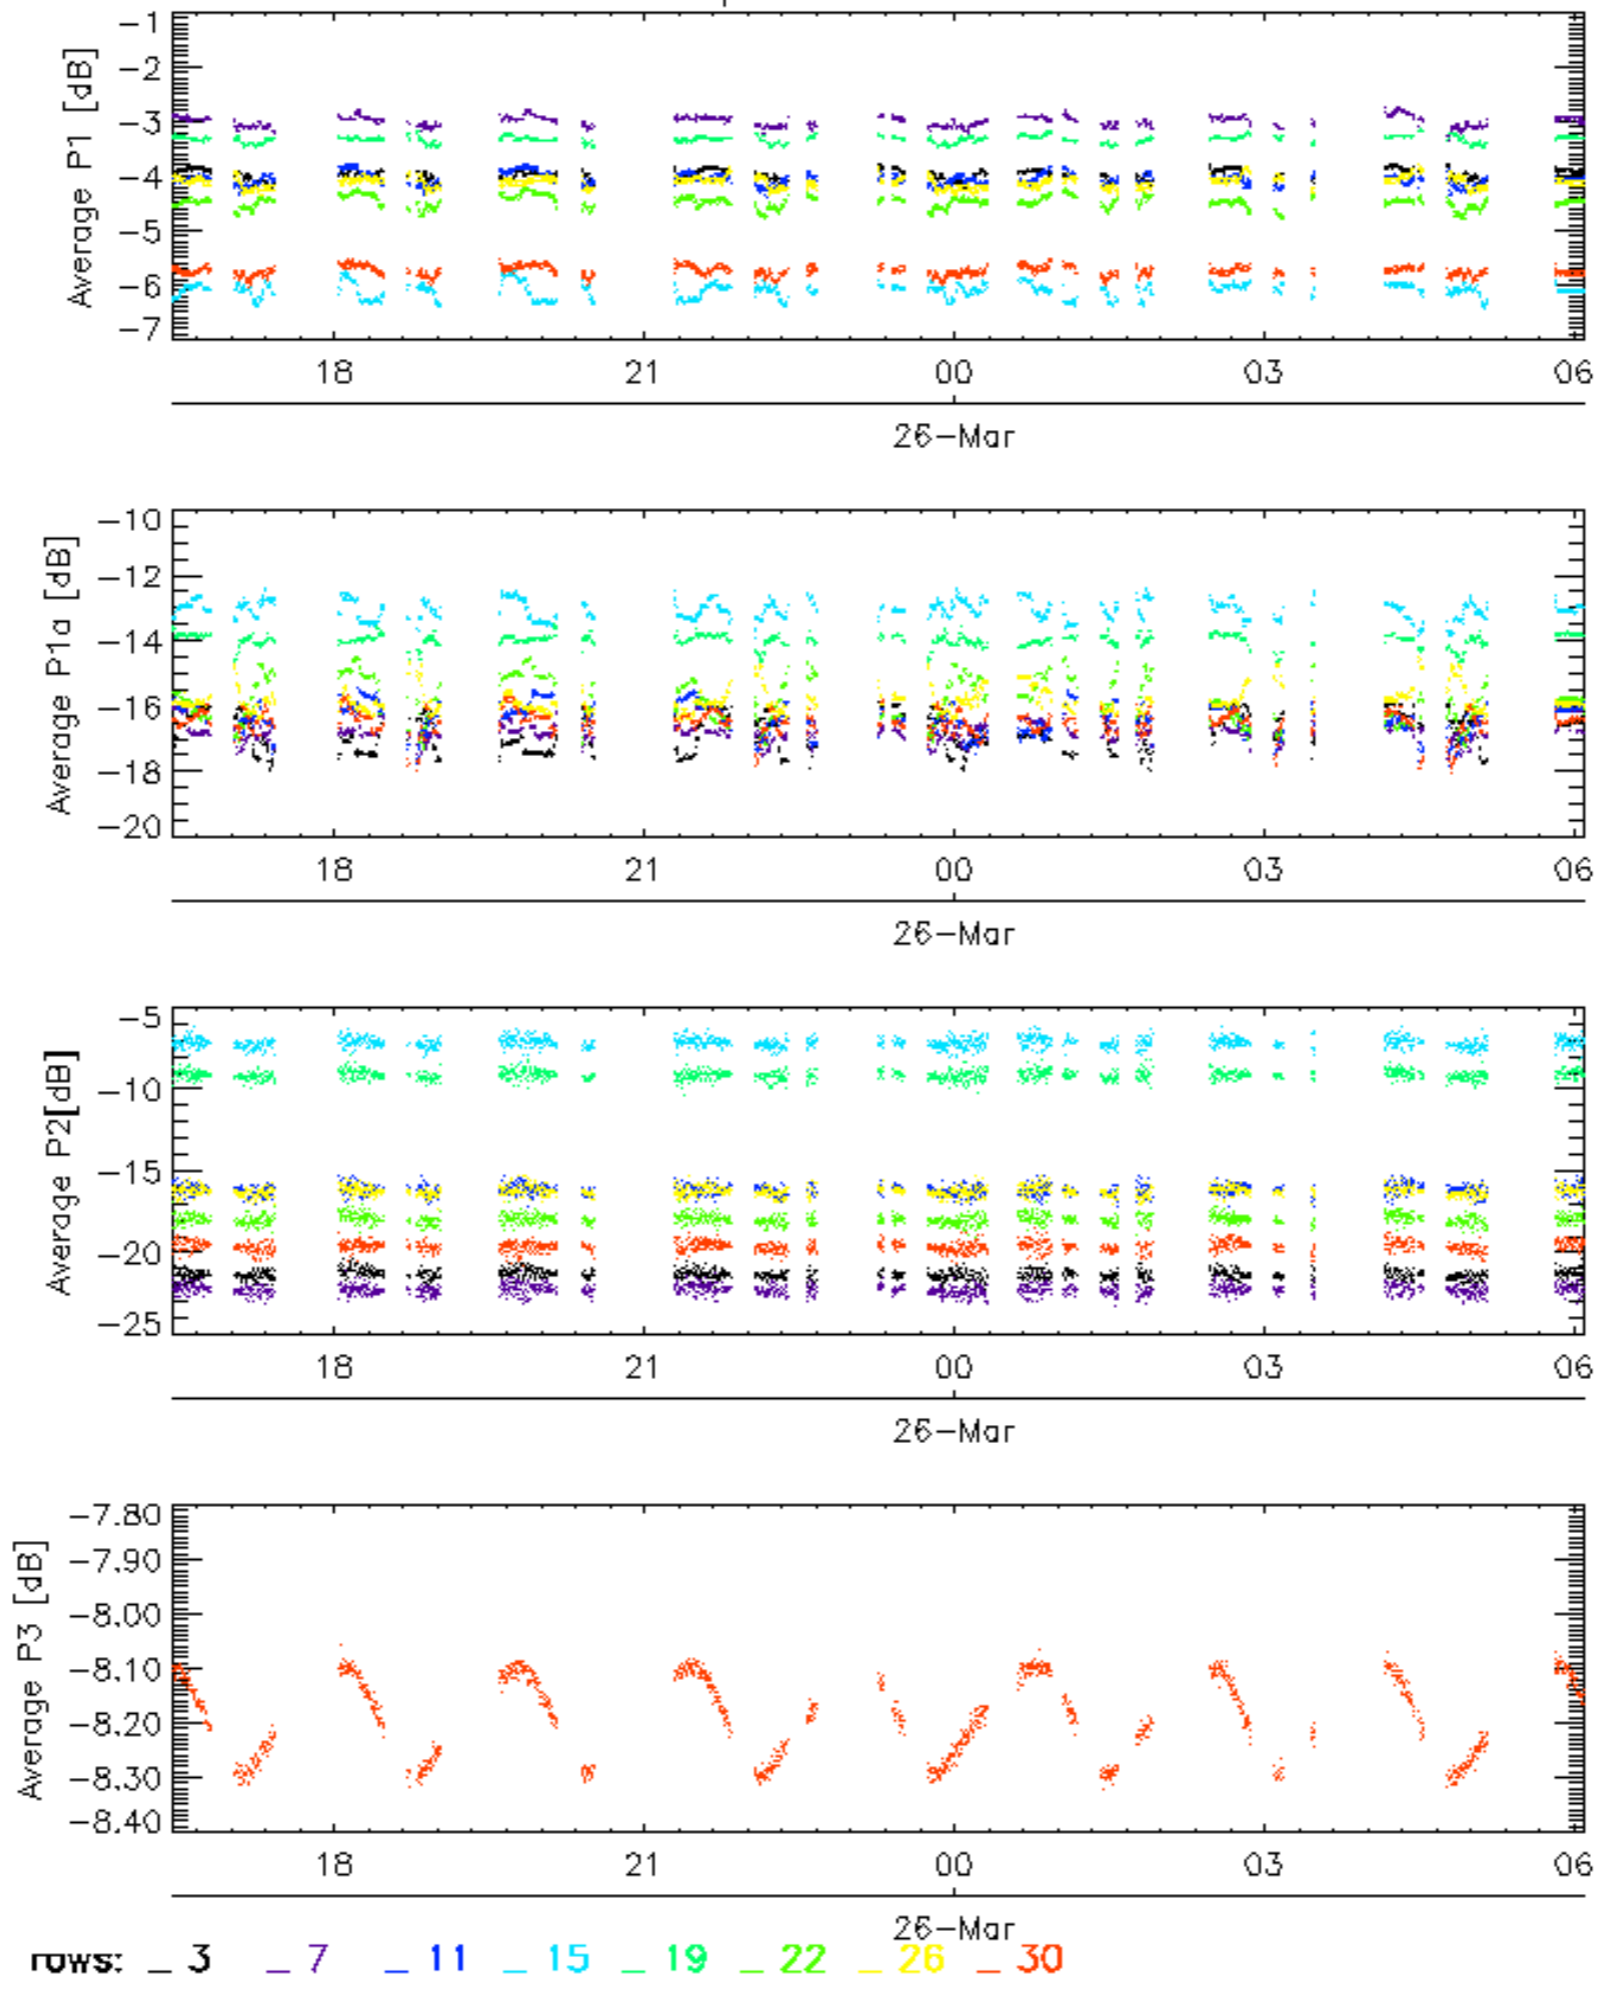 Average P1 [dB]
-1
-2
-3
-4
-5
-6
-7
18 21 00 03 06
26-Mar
Average P1a [dB]
-10
-12
-14
-16
-18
-20
18 21 00 03 06
26-Mar
Average P2[dB]
-5
-10
-15
-20
-25
18 21 00 03 06
26-Mar
Average P3 [dB]
-7.80
-7.90
-8.00
-8.10
-8.20
-8.30
-8.40
18 21 00 03 06
26-Mar
rows: _ 3 _ 7 _ 11 _ 15 _ 19 _ 22 _ 26 _ 30